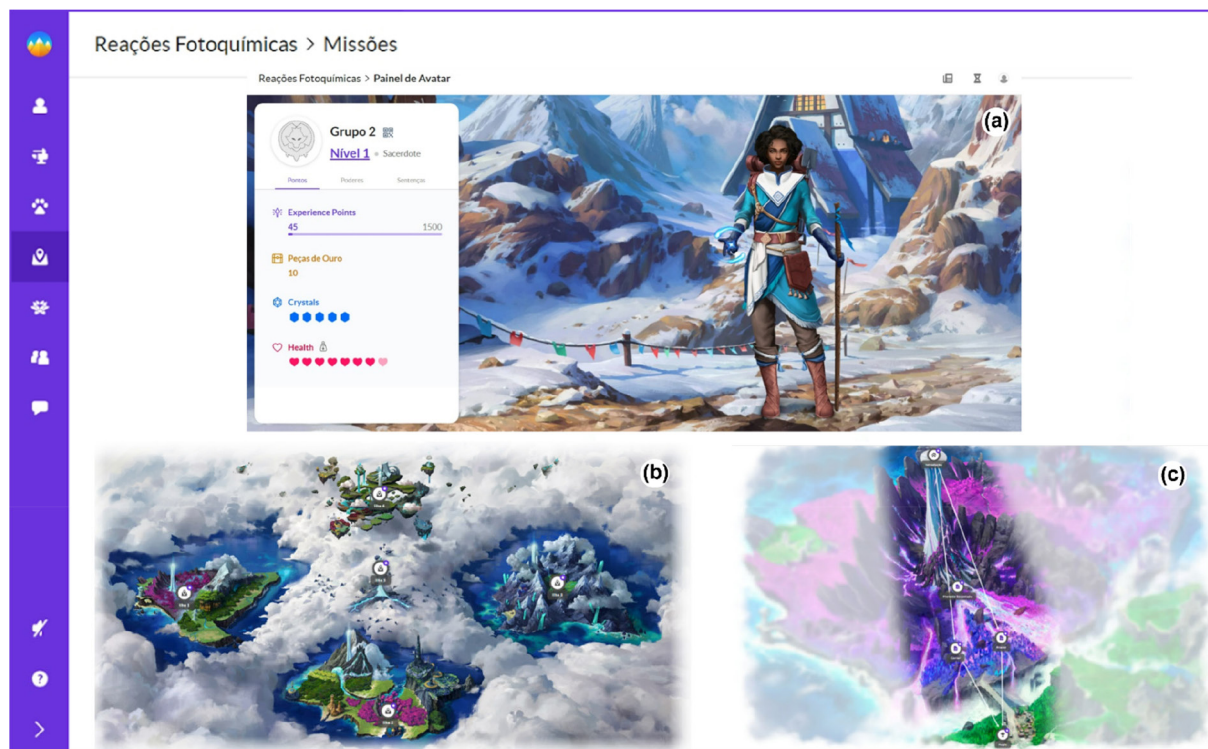 Reações Fotoquímicas > Missões
Reações Fotoquímicas > Painel de Avatar
(a)
Grupo 2
Nível 1 • Sacerdote
Pontos Poderes Sentenças
Experience Points
45 1500
Peças de Ouro
10
Crystals
Health
(b)
(c)
?